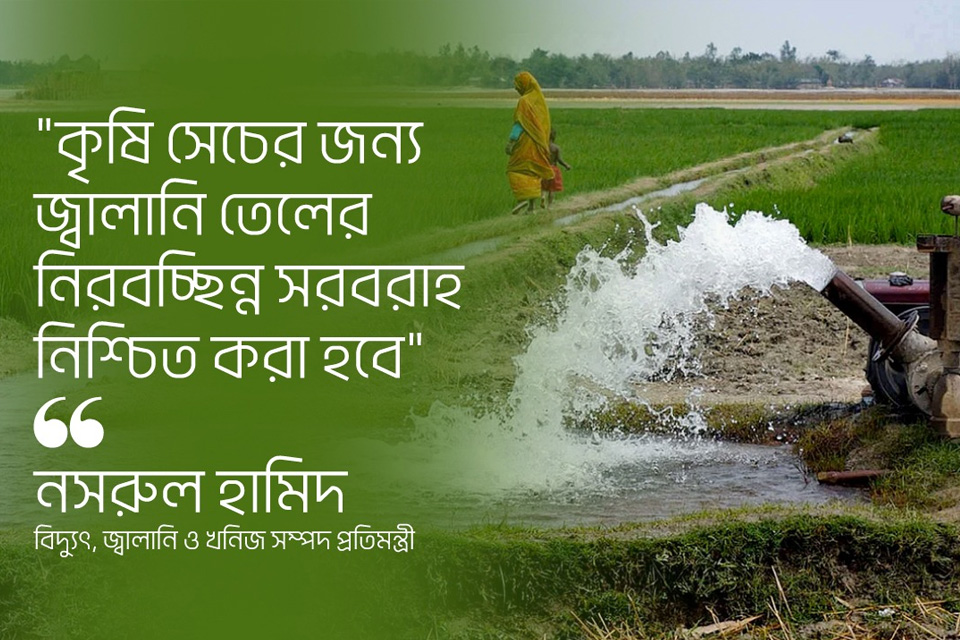 "কৃষি সেচের জন্য
জ্বালানি তেলের
নিরবচ্ছিন্ন সরবরাহ
নিশ্চিত করা হবে"
“
নসরুল হামিদ
বিদ্যুৎ, জ্বালানি ও খনিজ সম্পদ প্রতিমন্ত্রী